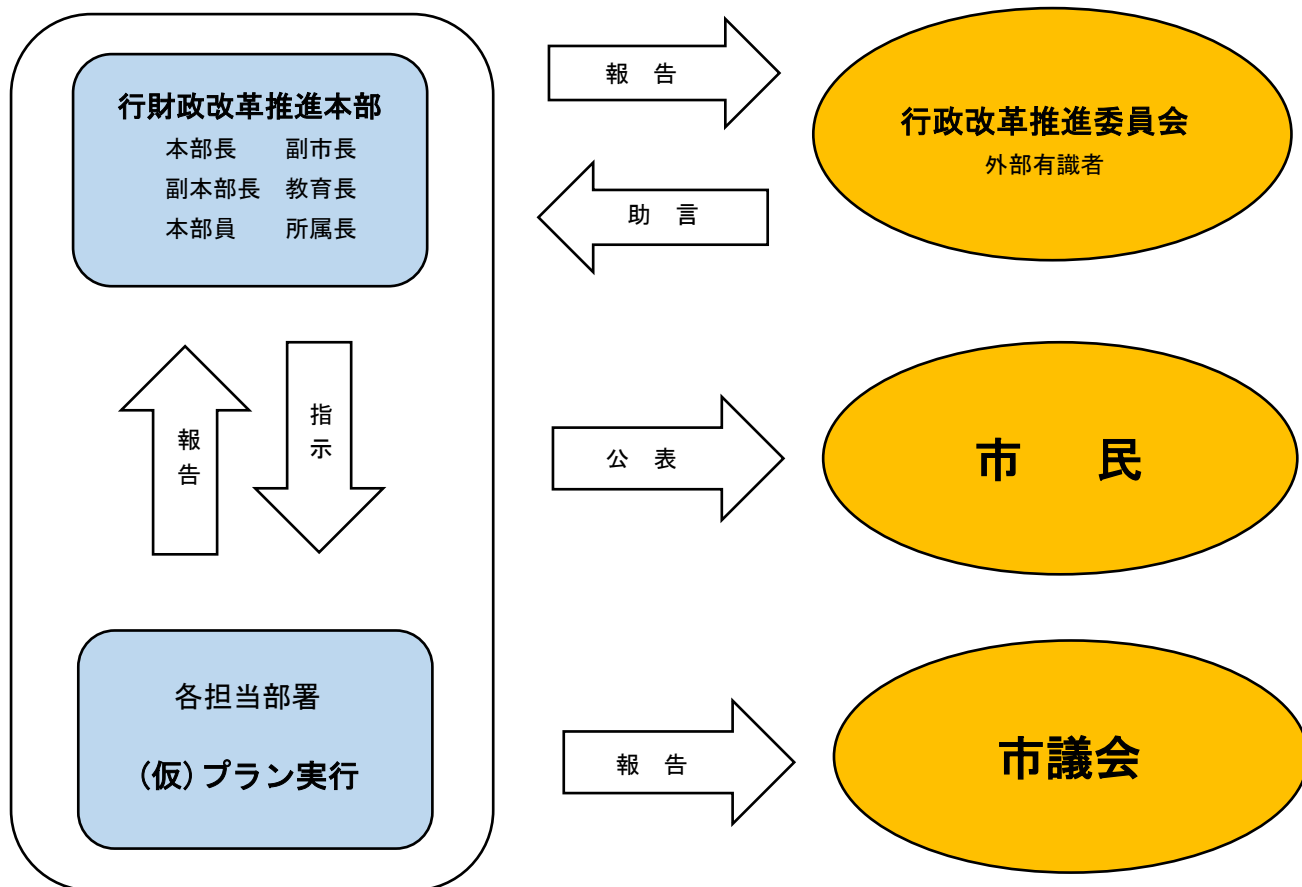 行財政改革推進本部
本部長　　副市長
副本部長　教育長
本部員　　所属長
報　告
助　言
行政改革推進委員会
外部有識者
報告
指示
公　表
市　　民
各担当部署
(仮)プラン実行
報　告
市議会